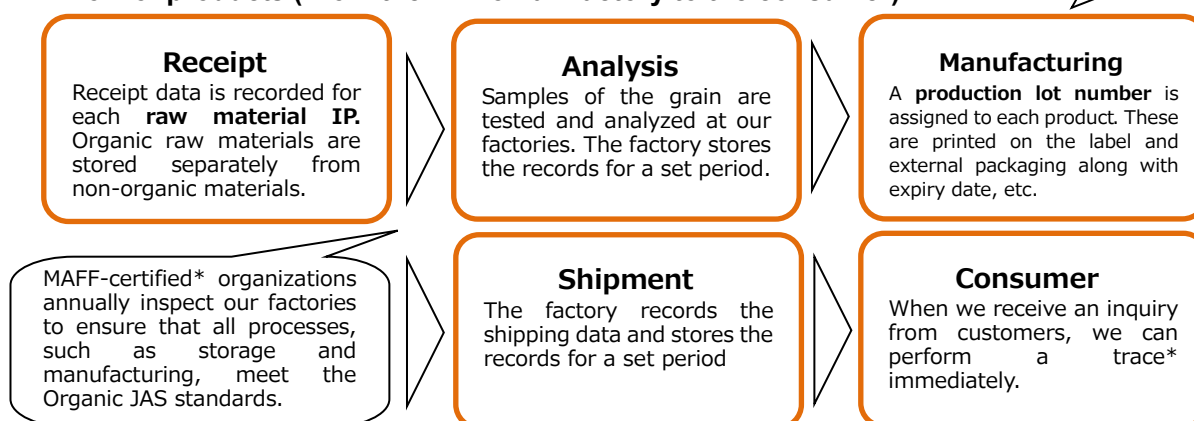 Receipt
Receipt data is recorded for
each raw material IP.
Organic raw materials are
stored separately from
non-organic materials.
Analysis
Samples of the grain are
tested and analyzed at our
factories. The factory stores
the records for a set period.
Manufacturing
A production lot number is
assigned to each product. These
are printed on the label and
external packaging along with
expiry date, etc.
MAFF-certified* organizations
annually inspect our factories
to ensure that all processes,
such as storage and
manufacturing, meet the
Organic JAS standards.
Shipment
The factory records the
shipping data and stores the
records for a set period
Consumer
When we receive an inquiry
from customers, we can
perform a trace*
immediately.